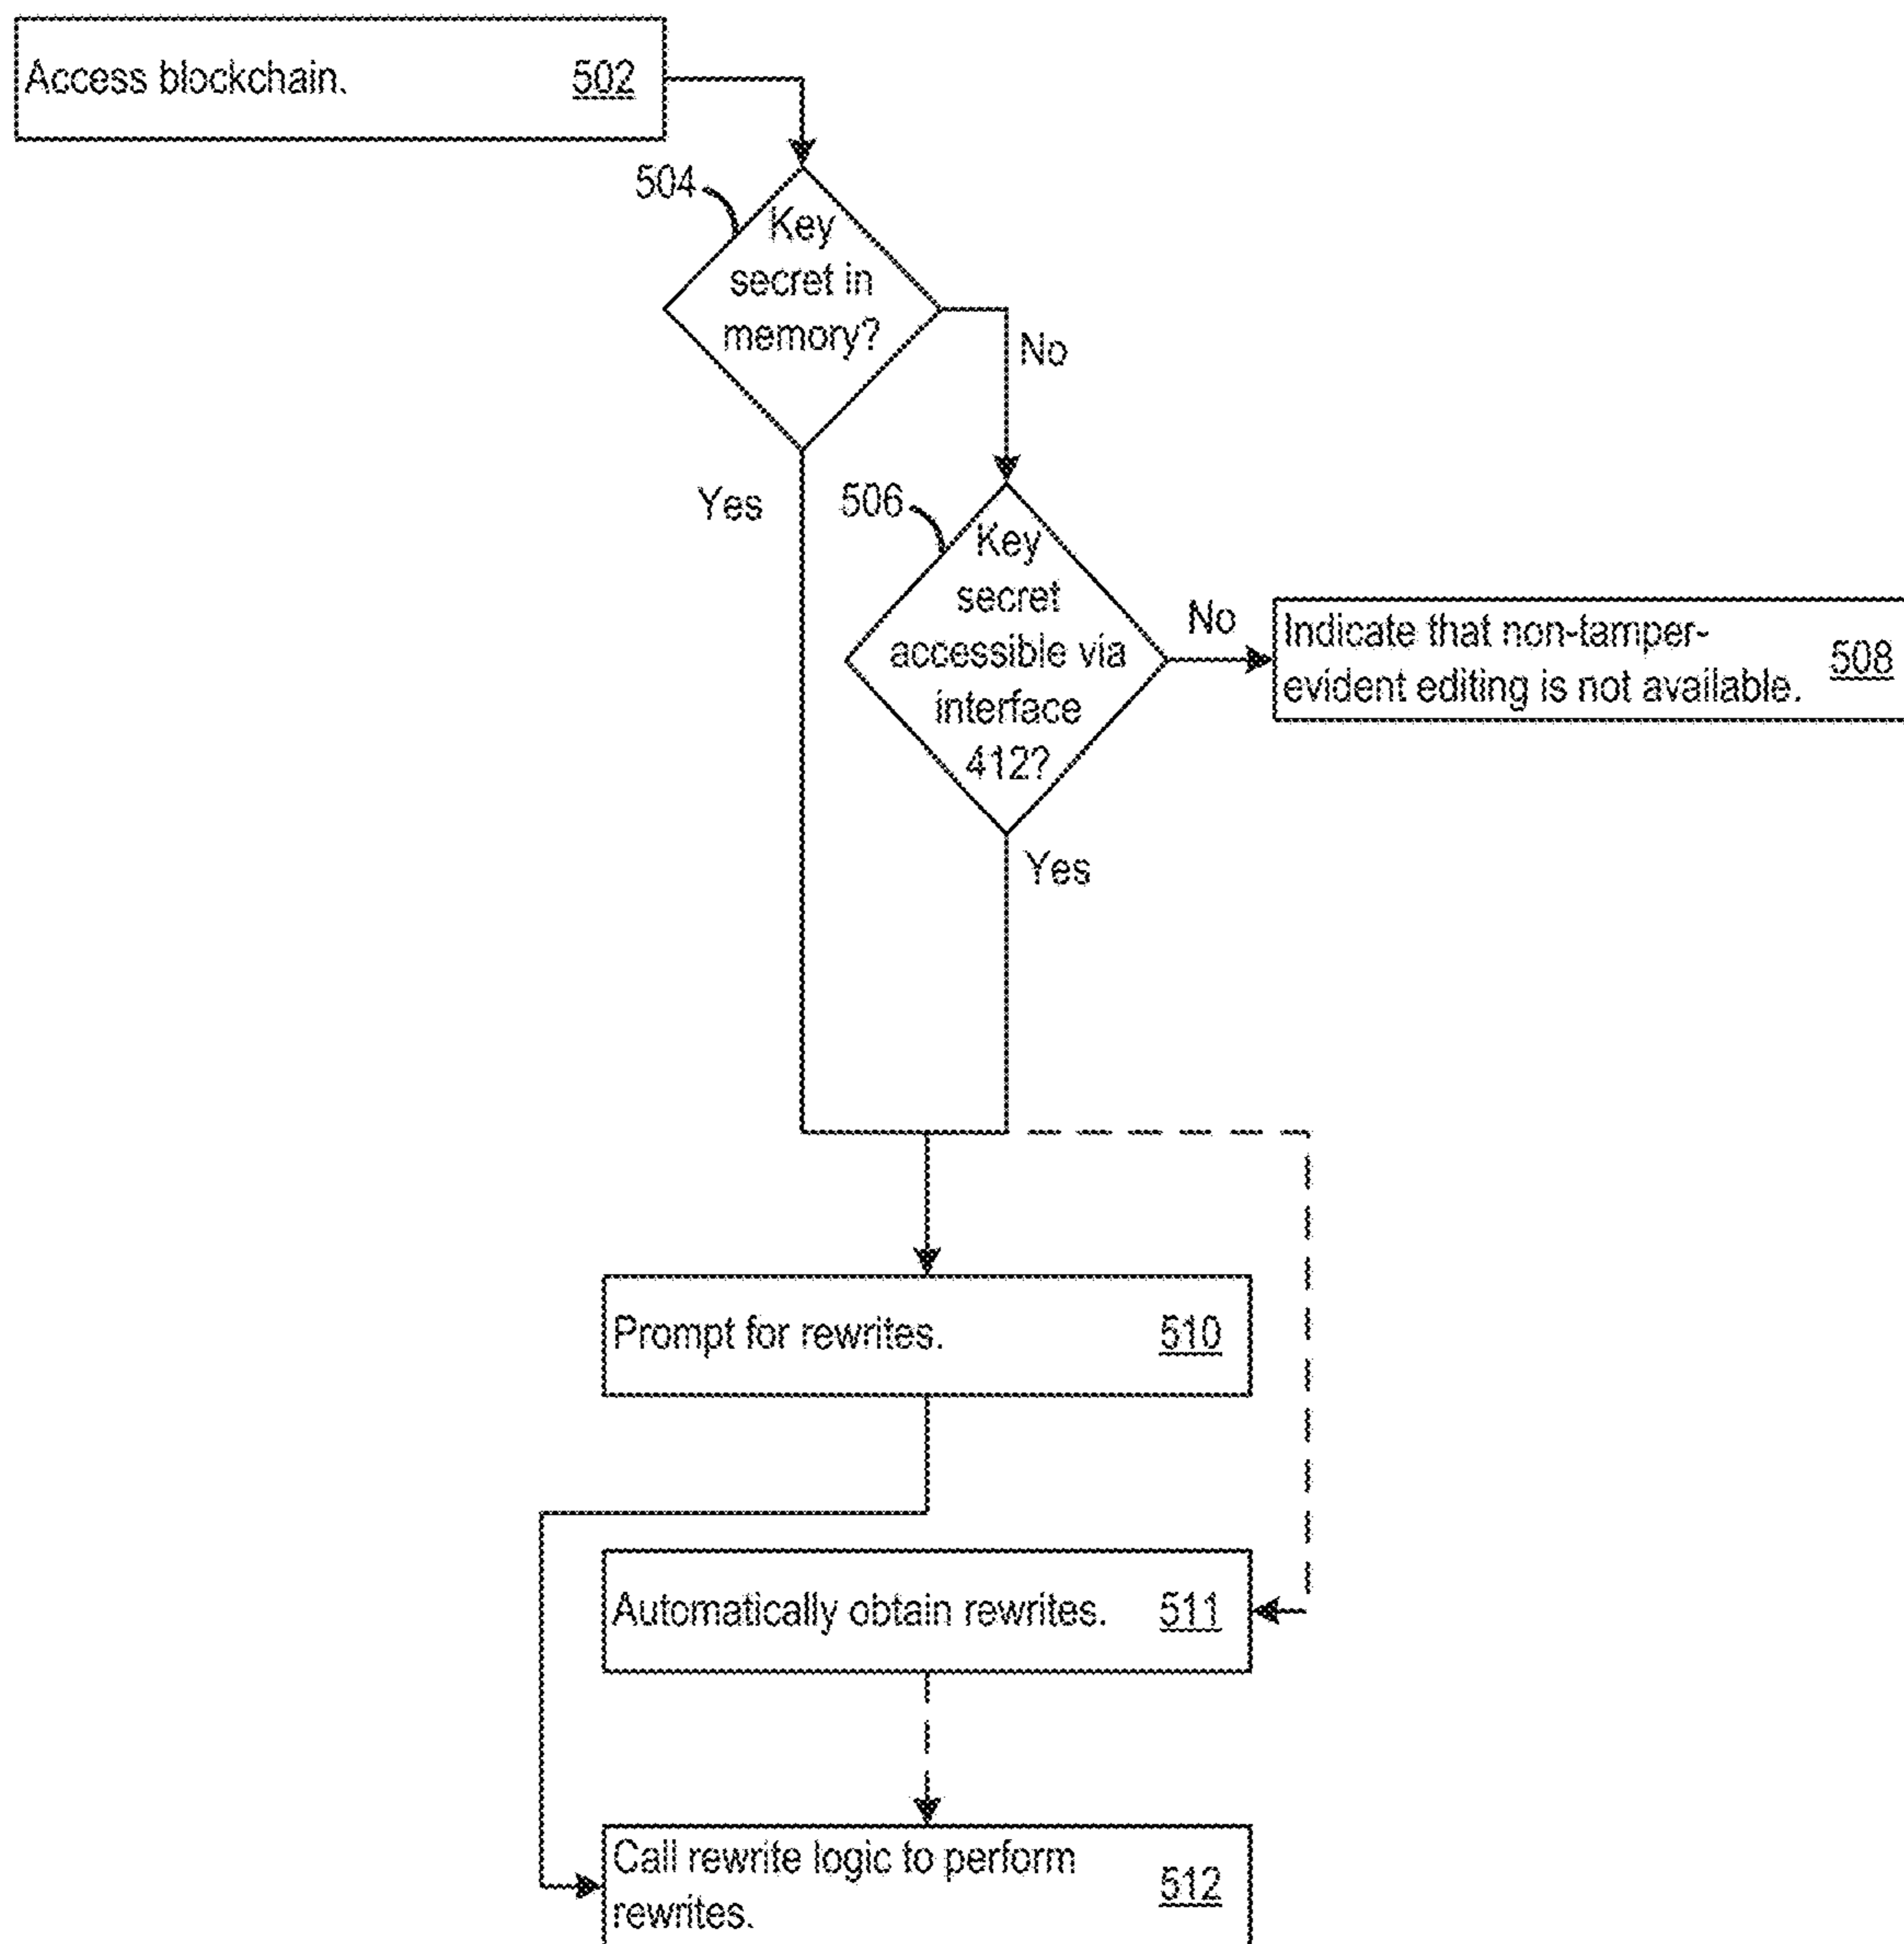 Access blockchain. 502
504
Key
secret in
memory?
No
Yes
506
Key
secret
accessible via
interface
412?
No
Indicate that non-tamper-
evident editing is not available. 508
Yes
Prompt for rewrites. 510
Automatically obtain rewrites. 511
Call rewrite logic to perform
rewrites. 512